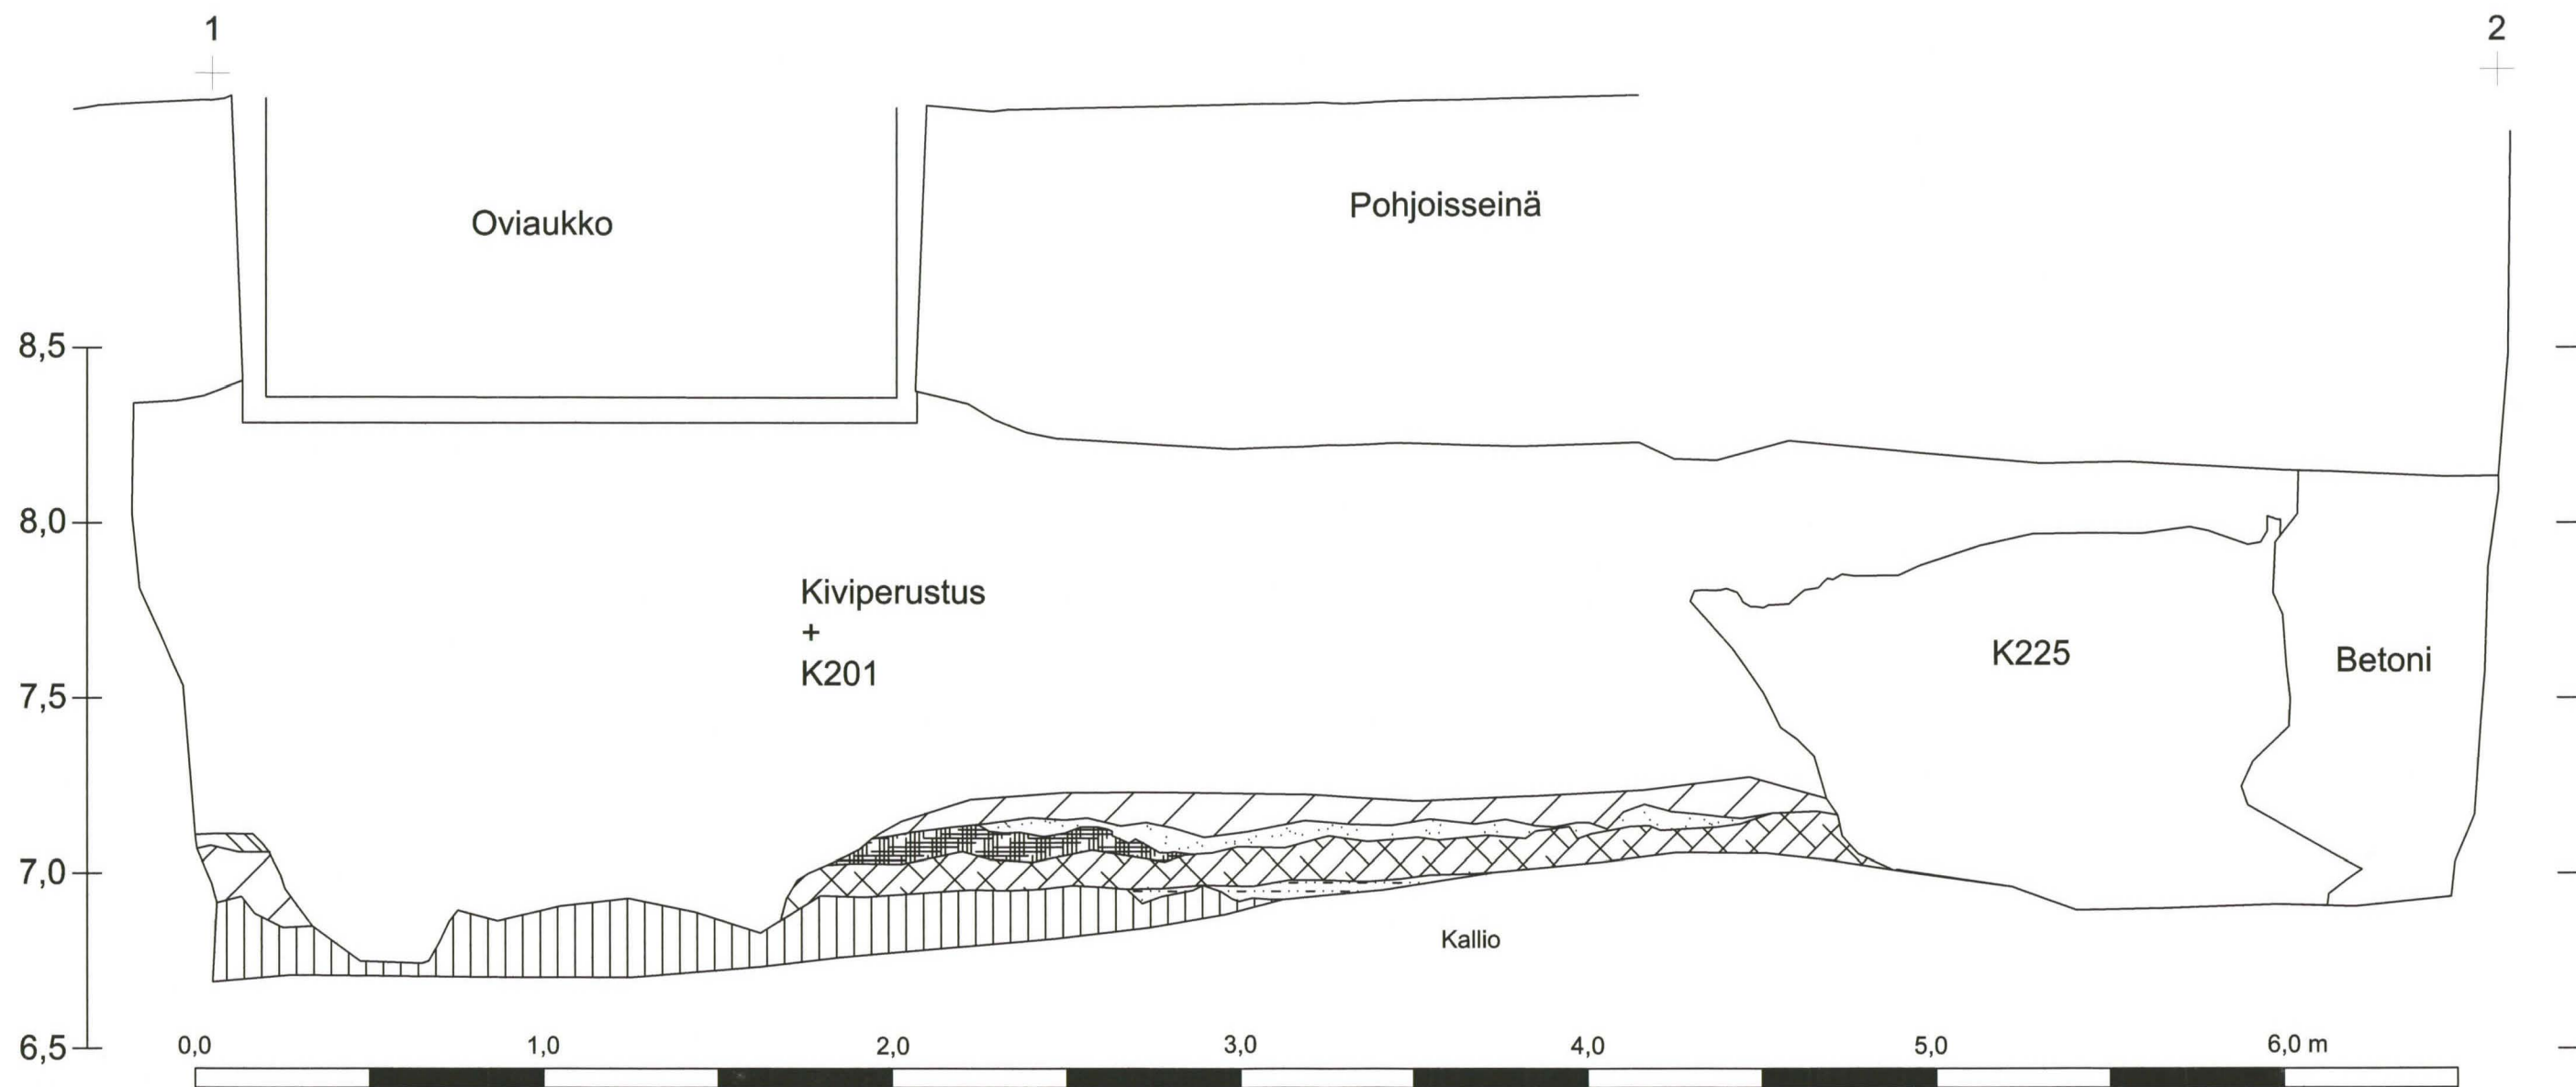 1
2
Oviaukko
Pohjoisseinä
8,5
8,0
Kiviperustus
+
K201
K225
Betoni
7,5
7,0
Kallio
6,5
0,0 1,0 2,0 3,0 4,0 5,0 6,0 m